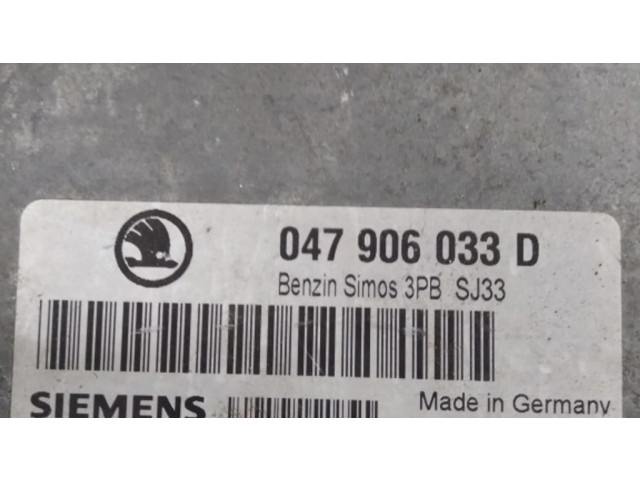 047 906 033 D
Benzin Simos 3PB SJ33
SIEMENS
Made in Germany